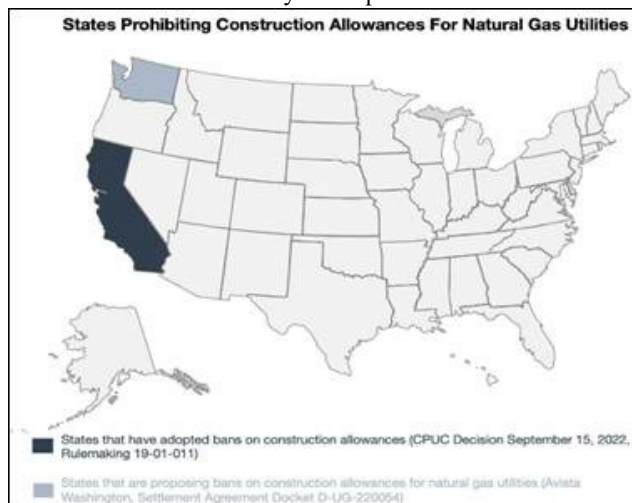 States Prohibiting Construction Allowances For Natural Gas Utilities
States that have adopted bans on construction allowances (CPUC Decision September 15, 2022,
Rulemaking 19-01-011)
States that are proposing bans on construction allowances for natural gas utilities (Avista
Washington, Settlement Agreement Docket D-UG-220054)